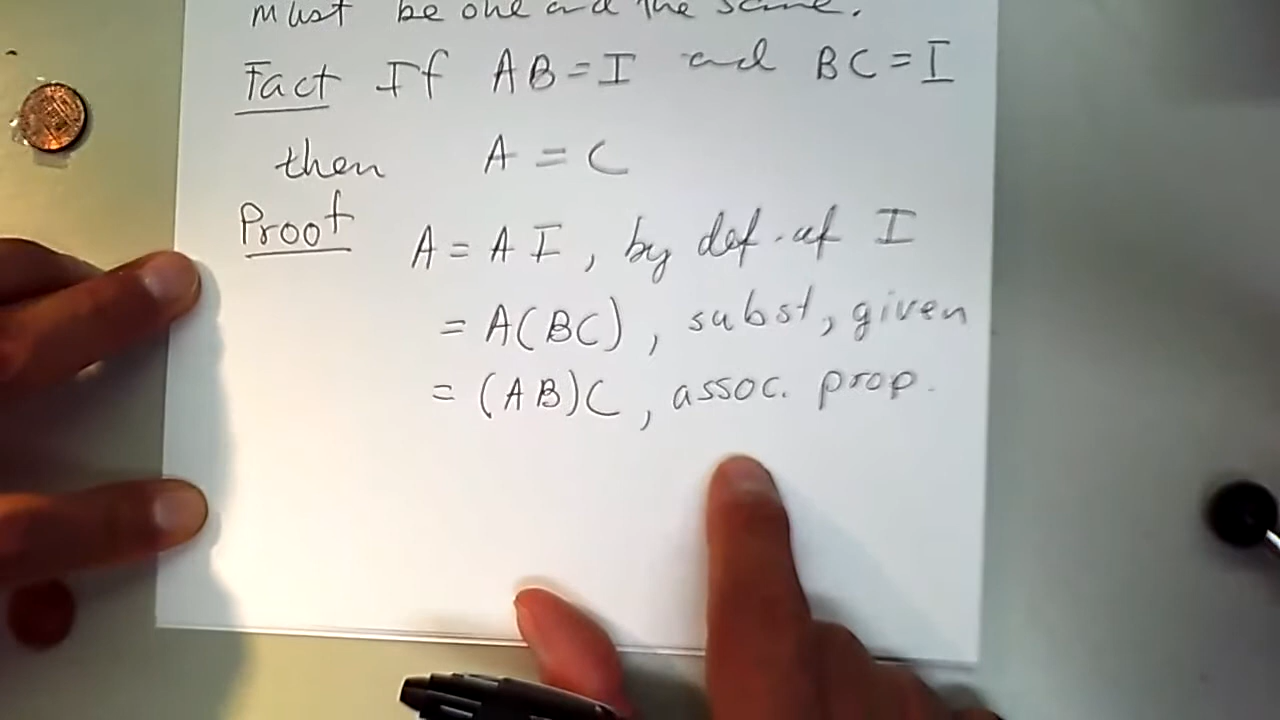 must be one and the same.
Fact If AB=I and BC=I
then A=C
Proof A=AI, by def. of I
=A(BC), subst, given
=(AB)C, assoc. prop.